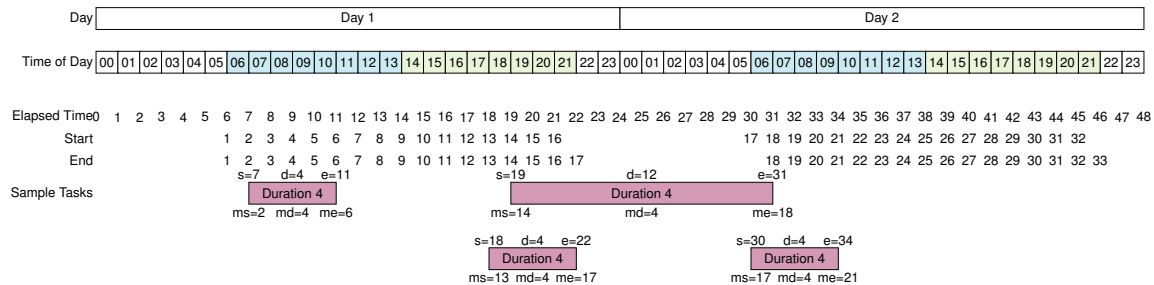 Day Day 1 Day 2
Time of Day 00 01 02 03 04 05 06 07 08 09 10 11 12 13 14 15 16 17 18 19 20 21 22 23 00 01 02 03 04 05 06 07 08 09 10 11 12 13 14 15 16 17 18 19 20 21 22 23
Elapsed Time 0 1 2 3 4 5 6 7 8 9 10 11 12 13 14 15 16 17 18 19 20 21 22 23 24 25 26 27 28 29 30 31 32 33 34 35 36 37 38 39 40 41 42 43 44 45 46 47 48
Start 1 2 3 4 5 6 7 8 9 10 11 12 13 14 15 16 17 18 19 20 21 22 23 24 25 26 27 28 29 30 31 32
End 1 2 3 4 5 6 7 8 9 10 11 12 13 14 15 16 17 18 19 20 21 22 23 24 25 26 27 28 29 30 31 32 33
s=7 d=4 e=11 s=19 d=12 e=31
Sample Tasks Duration 4 Duration 4
ms=2 md=4 me=6 ms=14 md=4 me=18
s=18 d=4 e=22 s=30 d=4 e=34
Duration 4 Duration 4
ms=13 md=4 me=17 ms=17 md=4 me=21